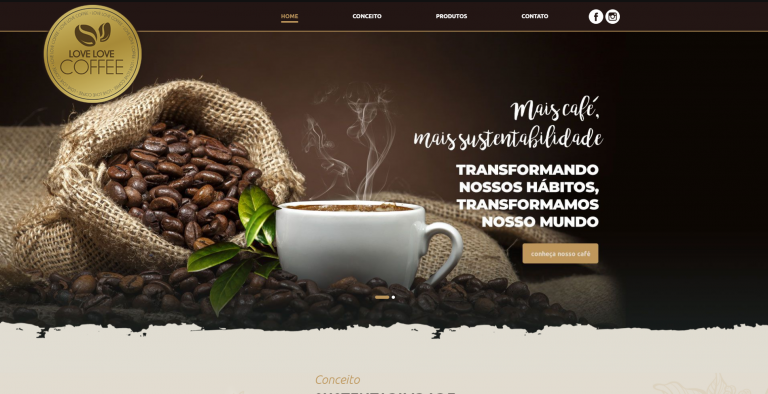 HOME
CONCEITO
PRODUTOS
CONTATO
LOVE LOVE
COFFEE
Mais café,
mais sustentabilidade
TRANSFORMANDO
NOSSOS HÁBITOS,
TRANSFORMAMOS
NOSSO MUNDO
conheça nosso café
Conceito